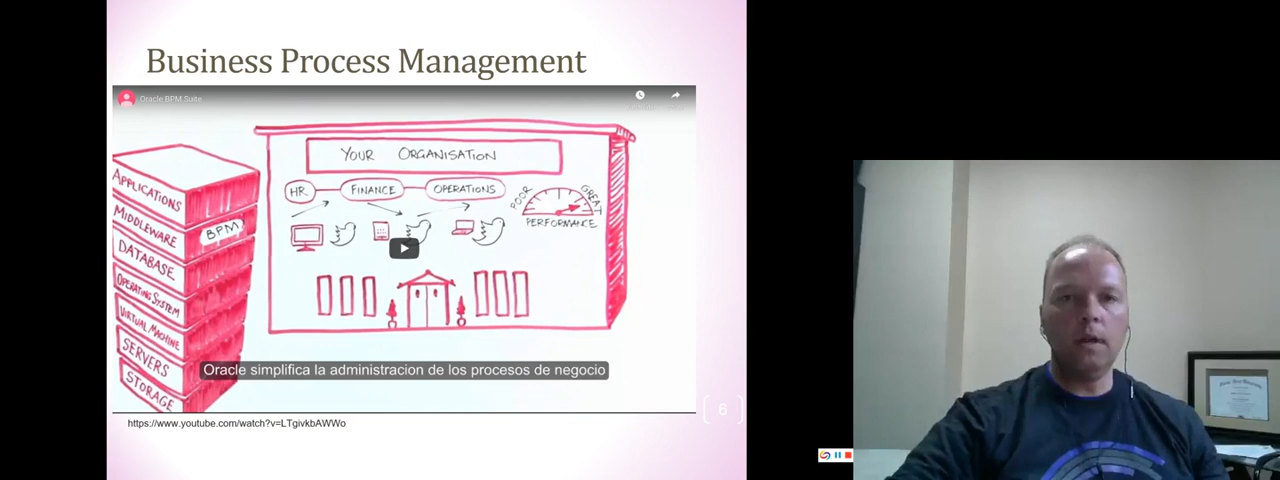 Business Process Management
Oracle BPM Suite
YOUR ORGANISATION
HR
FINANCE
OPERATIONS
POOR
GREAT
PERFORMANCE
APPLICATIONS
MIDDLEWARE
BPM
DATABASE
OPERATING SYSTEM
VIRTUAL MACHINE
SERVERS
STORAGE
Oracle simplifica la administracion de los procesos de negocio
6
https://www.youtube.com/watch?v=LTgivkbAWWo